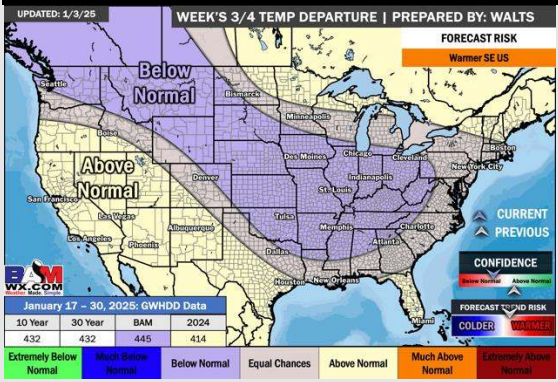 UPDATED: 1/3/25
WEEK'S 3/4 TEMP DEPARTURE | PREPARED BY: WALTS
FORECAST RISK
Warmer SE US
Below
Normal
Above
Normal
Seattle
Bismarck
Minneapolis
Boise
Boston
Chicago
Cleveland
Des Moines
New York City
Indianapolis
Denver
St. Louis
San Francisco
Las Vegas
Tulsa
Memphis
Charlotte
Albuquerque
Los Angeles
Phoenix
Atlanta
Dallas
Houston
New Orleans
Miami
CURRENT
PREVIOUS
CONFIDENCE
Below Normal
Above Normal
FORECAST TREND RISK
COLDER
WARMER
BAM
WX.COM
Weather Made Simple
January 17 – 30, 2025: GWHDD Data
10 Year 30 Year BAM 2024
432 432 445 414
Extremely Below Normal
Much Below Normal
Below Normal
Equal Chances
Above Normal
Much Above Normal
Extremely Above Normal